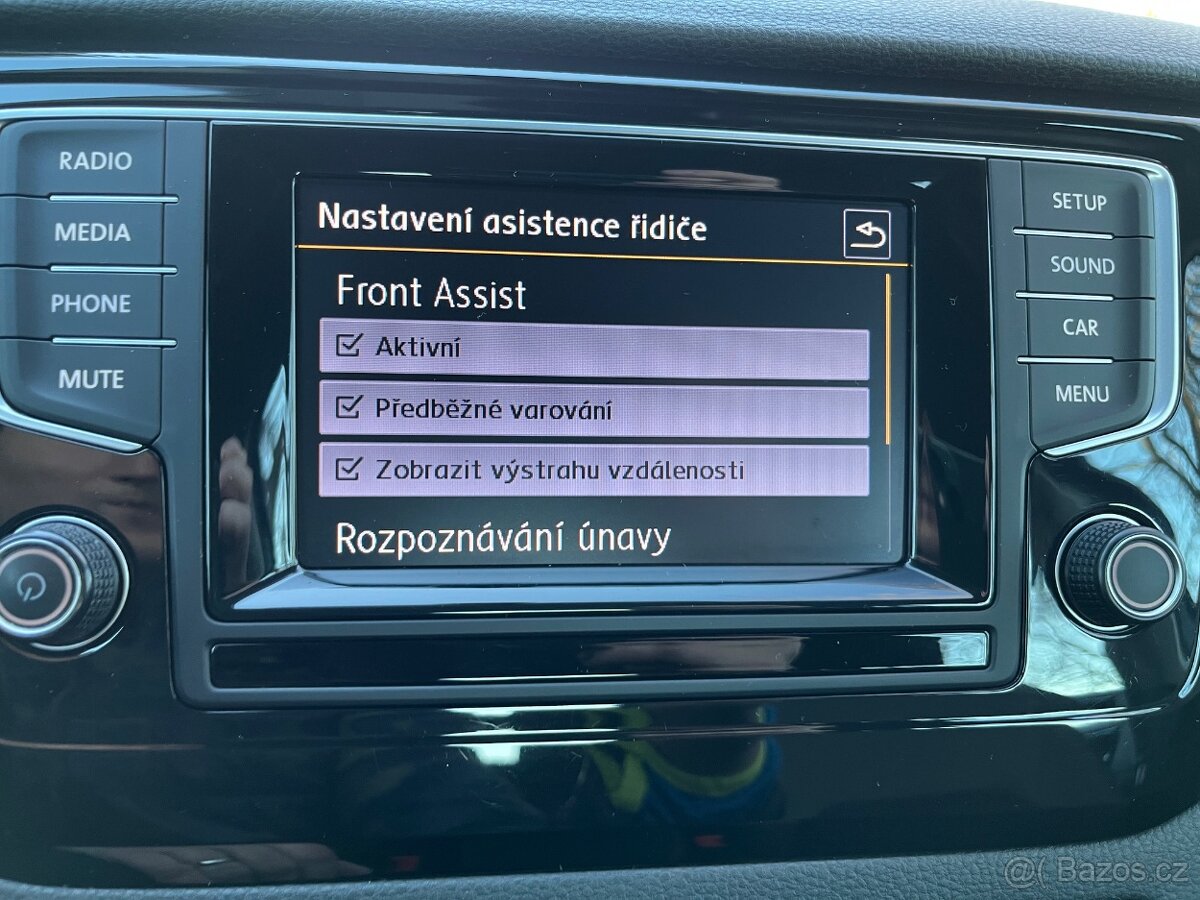 RADIO
MEDIA
PHONE
MUTE
Nastavení asistence řidiče
Front Assist
Aktivní
Předběžné varování
Zobrazit výstrahu vzdálenosti
Rozpoznávání únavy
SETUP
SOUND
CAR
MENU
@( Bazos.cz